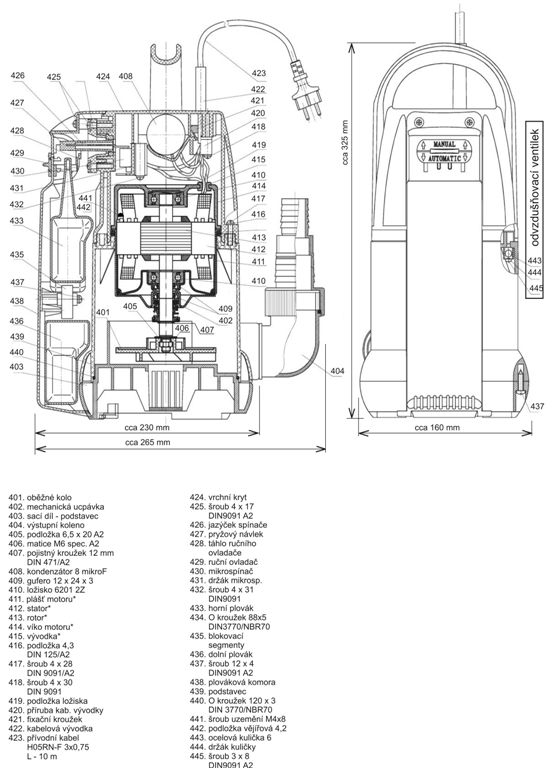 426
425
424
408
423
427
422
421
428
420
418
429
430
419
415
431
410
432
414
441
442
417
416
433
413
412
411
435
410
437
405
409
438
401
402
436
406
407
439
440
403
404
cca 230 mm
cca 265 mm
cca 325 mm
MANUAL
AUTOMATIC
odvzdušňovací ventilek
443
444
445
437
cca 160 mm
401. oběžné kolo
402. mechanická ucpávka
403. sací díl - podstavec
404. výstupní koleno
405. podložka 6,5 x 20 A2
406. matice M6 spec. A2
407. pojistný kroužek 12 mm
DIN 471/A2
408. kondenzátor 8 mikroF
409. gufero 12 x 24 x 3
410. ložisko 6201 2Z
411. plášť motoru*
412. stator*
413. rotor*
414. víko motoru*
415. vývodka*
416. podložka 4,3
DIN 125/A2
417. šroub 4 x 28
DIN 9091/A2
418. šroub 4 x 30
DIN 9091
419. podložka ložiska
420. příruba kab. vývodky
421. fixační kroužek
422. kabelová vývodka
423. přívodní kabel
H05RN-F 3x0,75
L - 10 m
424. vrchní kryt
425. šroub 4 x 17
DIN9091 A2
426. jazýček spínače
427. pryžový návlek
428. táhlo ručního
ovladače
429. ruční ovladač
430. mikrospínač
431. držák mikrosp.
432. šroub 4 x 31
DIN9091
433. horní plovák
434. O kroužek 88x5
DIN3770/NBR70
435. blokovací
segmenty
436. dolní plovák
437. šroub 12 x 4
DIN9091 A2
438. plováková komora
439. podstavec
440. O kroužek 120 x 3
DIN 3770/NBR70
441. šroub uzemění M4x8
442. podložka vějířová 4,2
443. ocelová kulička 6
444. držák kuličky
445. šroub 3 x 8
DIN9091 A2